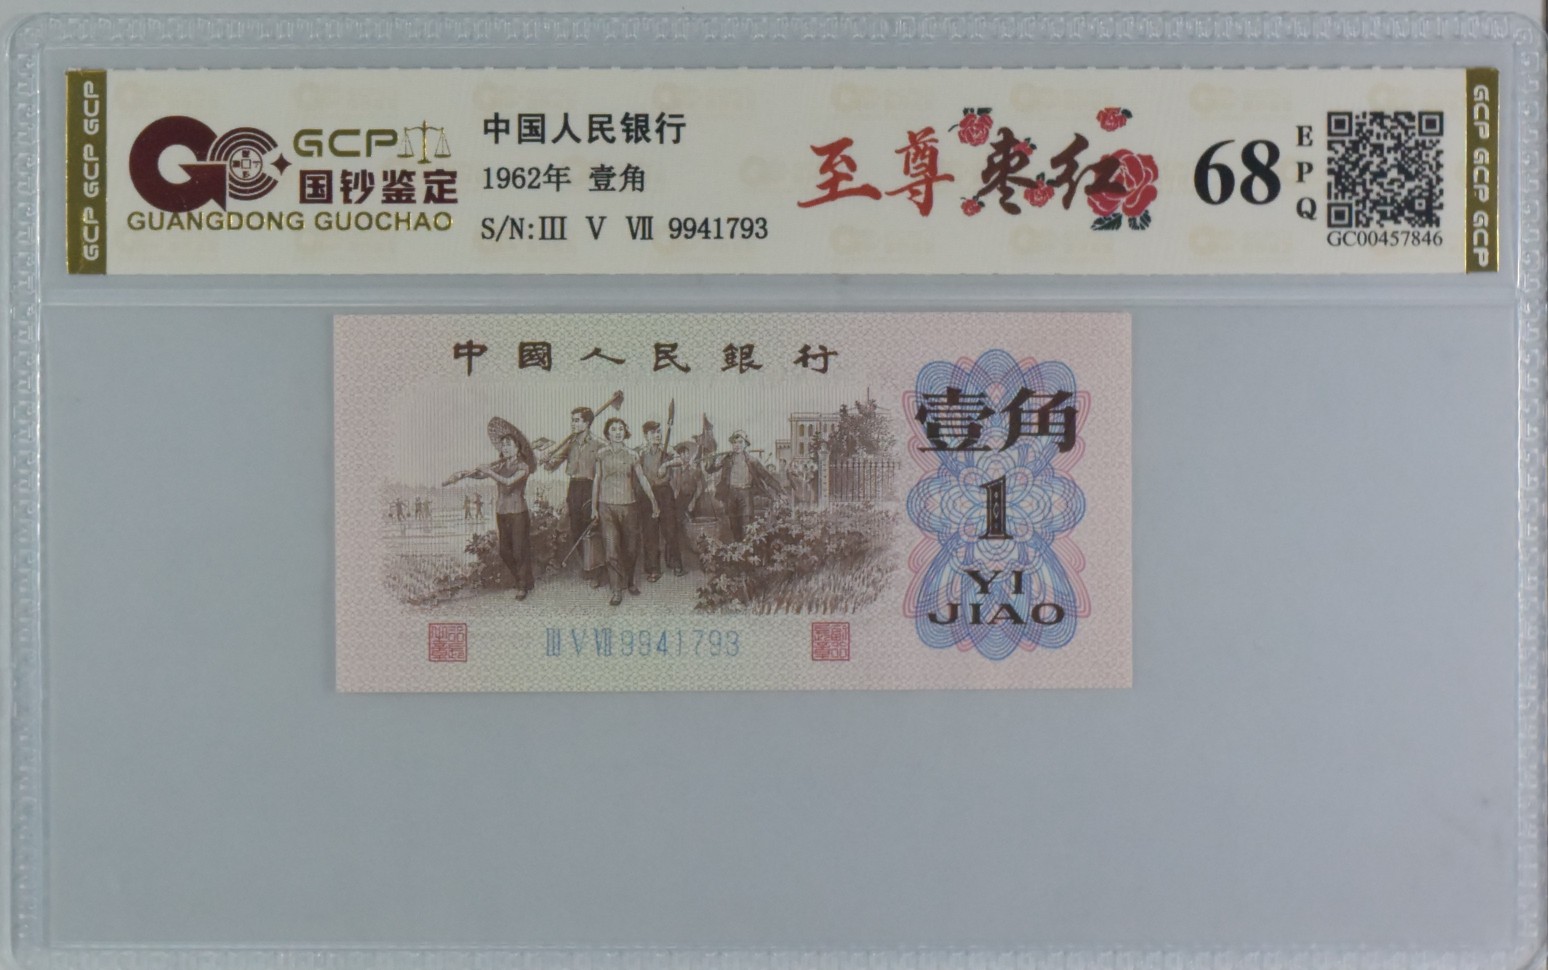 GCP GCP GCP
GCP
国钞鉴定
GUANGDONG GUOCHAO
中国人民银行
1962年 壹角
S/N:Ⅲ Ⅴ Ⅶ 9941793
至尊枣红
68
EPQ
GC00457846
GCP GCP GCP
中國人民銀行
壹角
1
YI
JIAO
Ⅲ Ⅴ Ⅶ 9941793